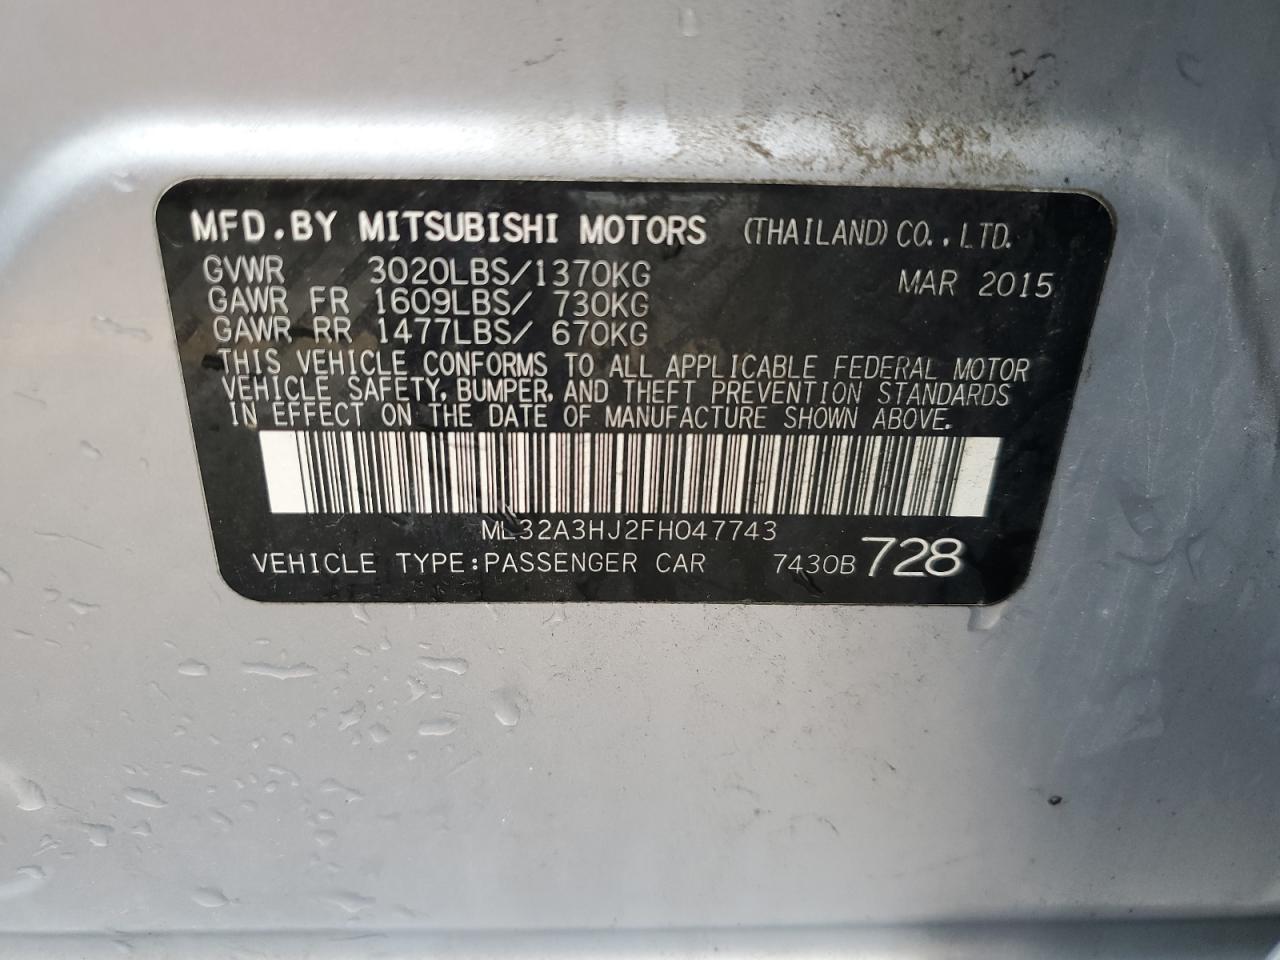 MFD.BY MITSUBISHI MOTORS (THAILAND) CO.,LTD.
GVWR 3020LBS/1370KG MAR 2015
GAWR FR 1609LBS/ 730KG
GAWR RR 1477LBS/ 670KG
THIS VEHICLE CONFORMS TO ALL APPLICABLE FEDERAL MOTOR
VEHICLE SAFETY, BUMPER, AND THEFT PREVENTION STANDARDS
IN EFFECT ON THE DATE OF MANUFACTURE SHOWN ABOVE.
ML32A3HJ2FH047743
VEHICLE TYPE:PASSENGER CAR 7430B 728